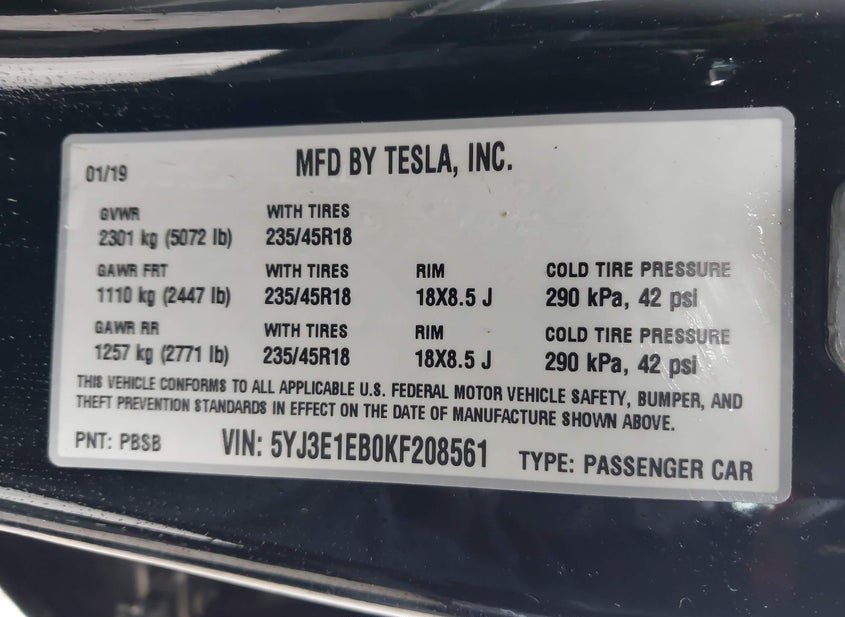 01/19 MFD BY TESLA, INC.
GVWR WITH TIRES
2301 kg (5072 lb) 235/45R18
GAWR FRT WITH TIRES RIM COLD TIRE PRESSURE
1110 kg (2447 lb) 235/45R18 18X8.5 J 290 kPa, 42 psi
GAWR RR WITH TIRES RIM COLD TIRE PRESSURE
1257 kg (2771 lb) 235/45R18 18X8.5 J 290 kPa, 42 psi
THIS VEHICLE CONFORMS TO ALL APPLICABLE U.S. FEDERAL MOTOR VEHICLE SAFETY, BUMPER, AND
THEFT PREVENTION STANDARDS IN EFFECT ON THE DATE OF MANUFACTURE SHOWN ABOVE.
PNT: PBSB VIN: 5YJ3E1EB0KF208561 TYPE: PASSENGER CAR